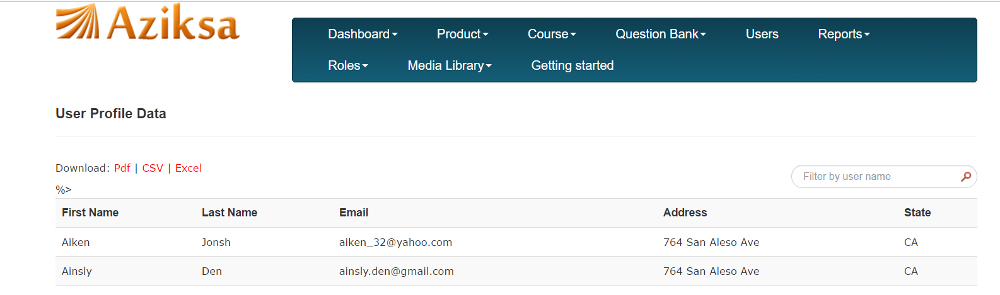 Aziksa
Dashboard Product Course Question Bank Users Reports
Roles Media Library Getting started
User Profile Data
Download: Pdf | CSV | Excel
Filter by user name
%>
First Name Last Name Email Address State
Aiken Jonsh aiken_32@yahoo.com 764 San Aleso Ave CA
Ainsly Den ainsly.den@gmail.com 764 San Aleso Ave CA